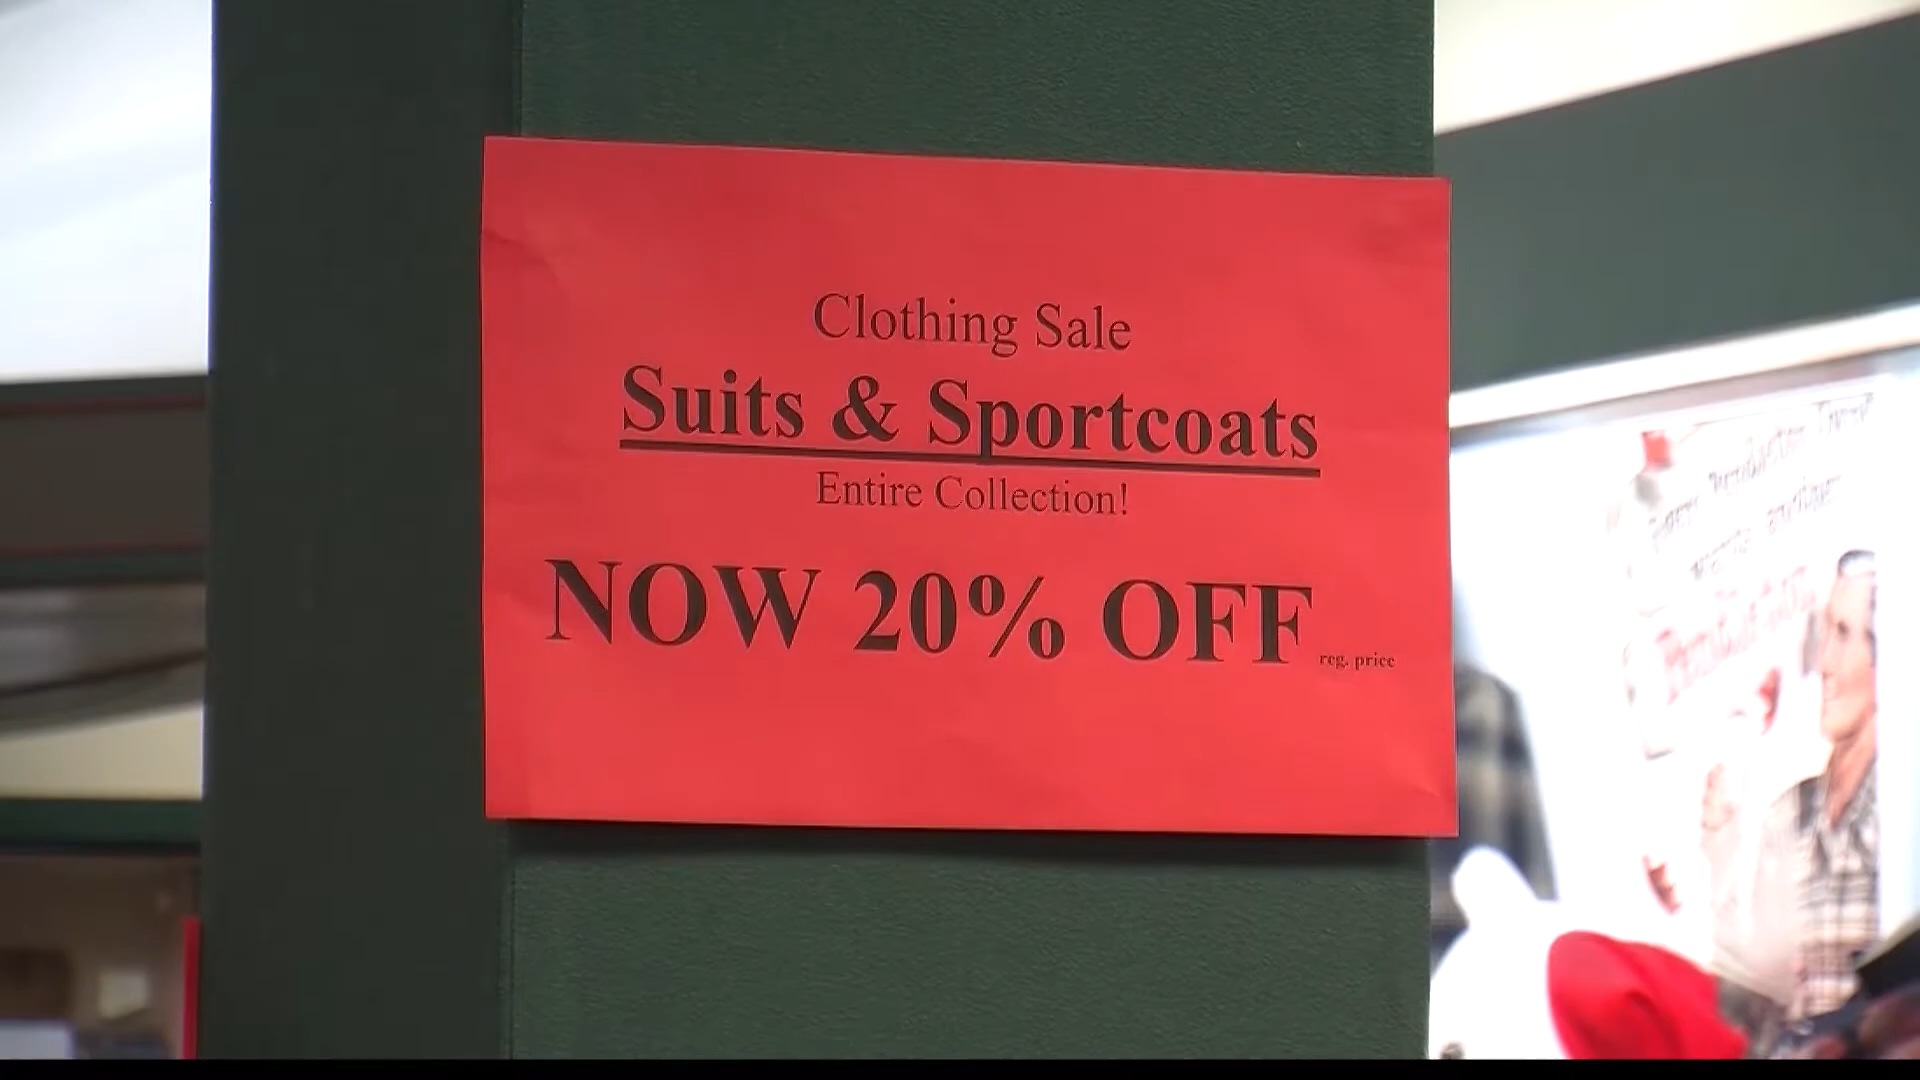 Clothing Sale
Suits & Sportcoats
Entire Collection!
NOW 20% OFF reg. price